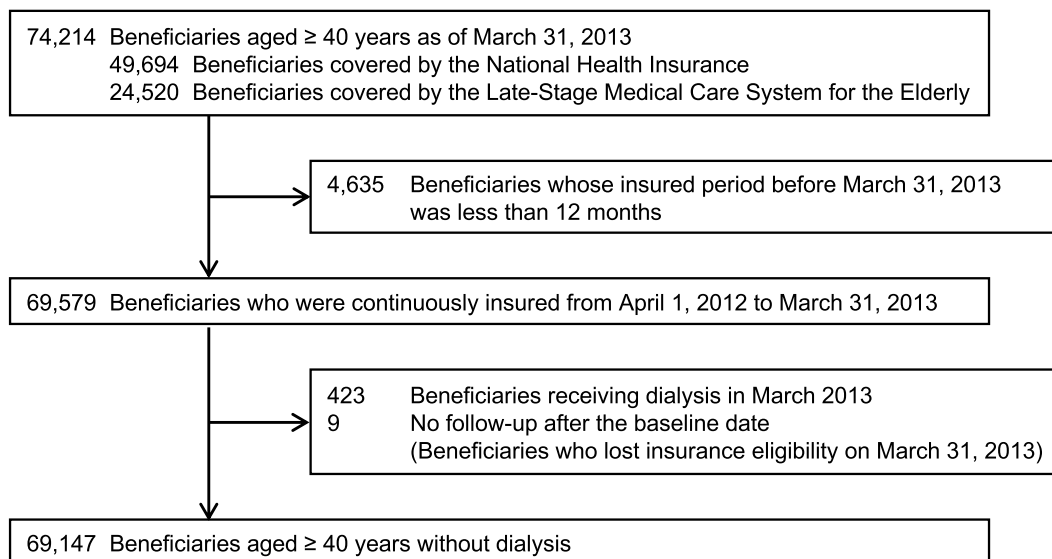 74,214 Beneficiaries aged ≥ 40 years as of March 31, 2013
49,694 Beneficiaries covered by the National Health Insurance
24,520 Beneficiaries covered by the Late-Stage Medical Care System for the Elderly
4,635 Beneficiaries whose insured period before March 31, 2013
was less than 12 months
69,579 Beneficiaries who were continuously insured from April 1, 2012 to March 31, 2013
423 Beneficiaries receiving dialysis in March 2013
9 No follow-up after the baseline date
(Beneficiaries who lost insurance eligibility on March 31, 2013)
69,147 Beneficiaries aged ≥ 40 years without dialysis